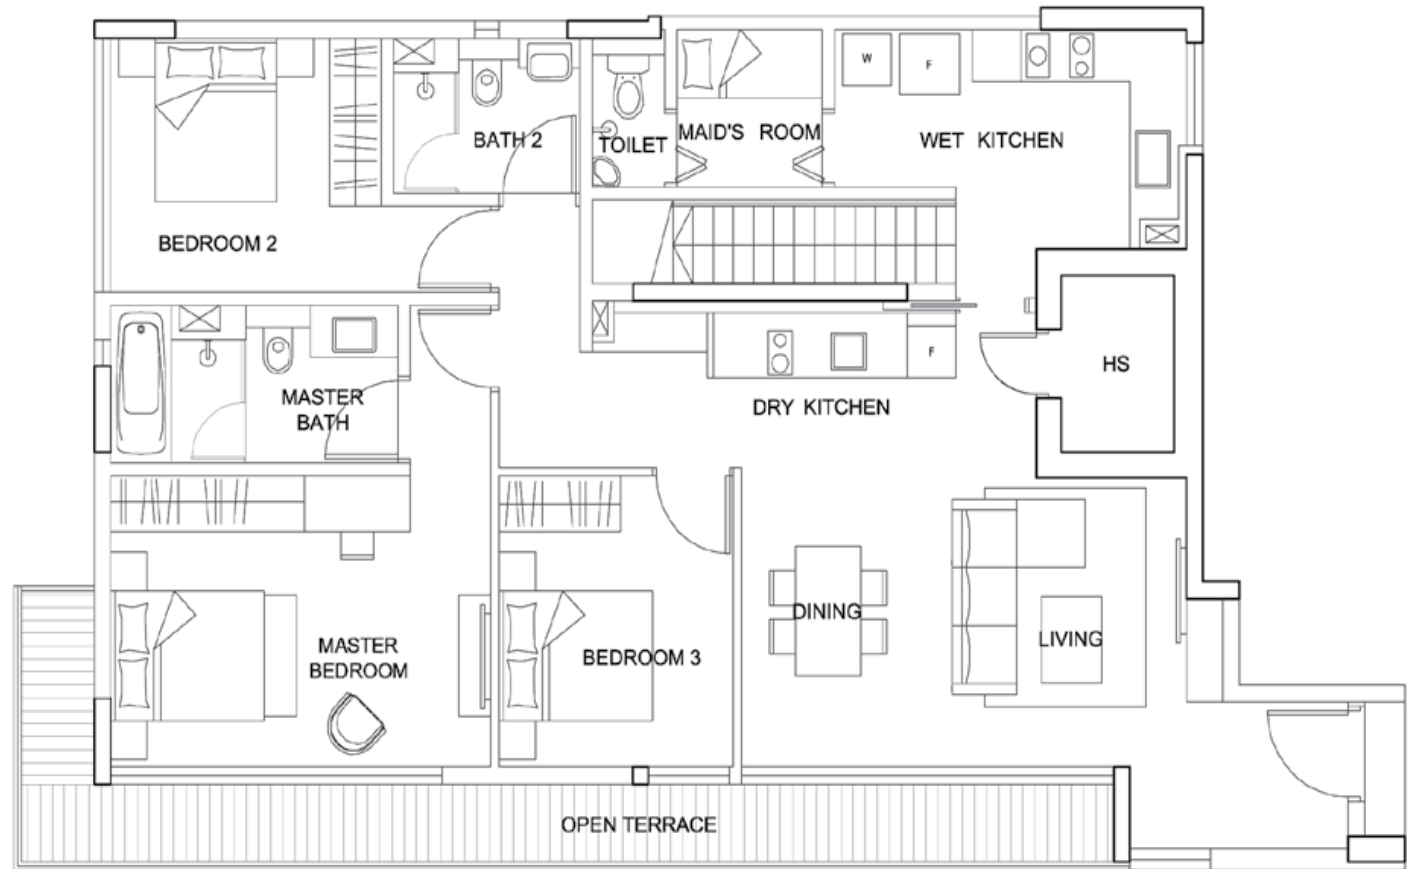 W
F
BATH 2
TOILET
MAID'S ROOM
WET KITCHEN
BEDROOM 2
F
HS
MASTER
BATH
DRY KITCHEN
DINING
LIVING
MASTER
BEDROOM
BEDROOM 3
OPEN TERRACE